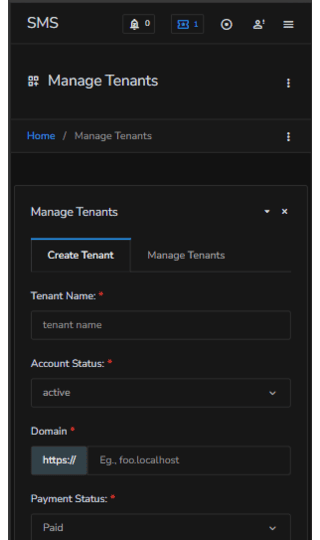 SMS 0 1
Manage Tenants
Home / Manage Tenants
Manage Tenants
Create Tenant Manage Tenants
Tenant Name: *
tenant name
Account Status: *
active
Domain *
https:// Eg., foo.localhost
Payment Status: *
Paid